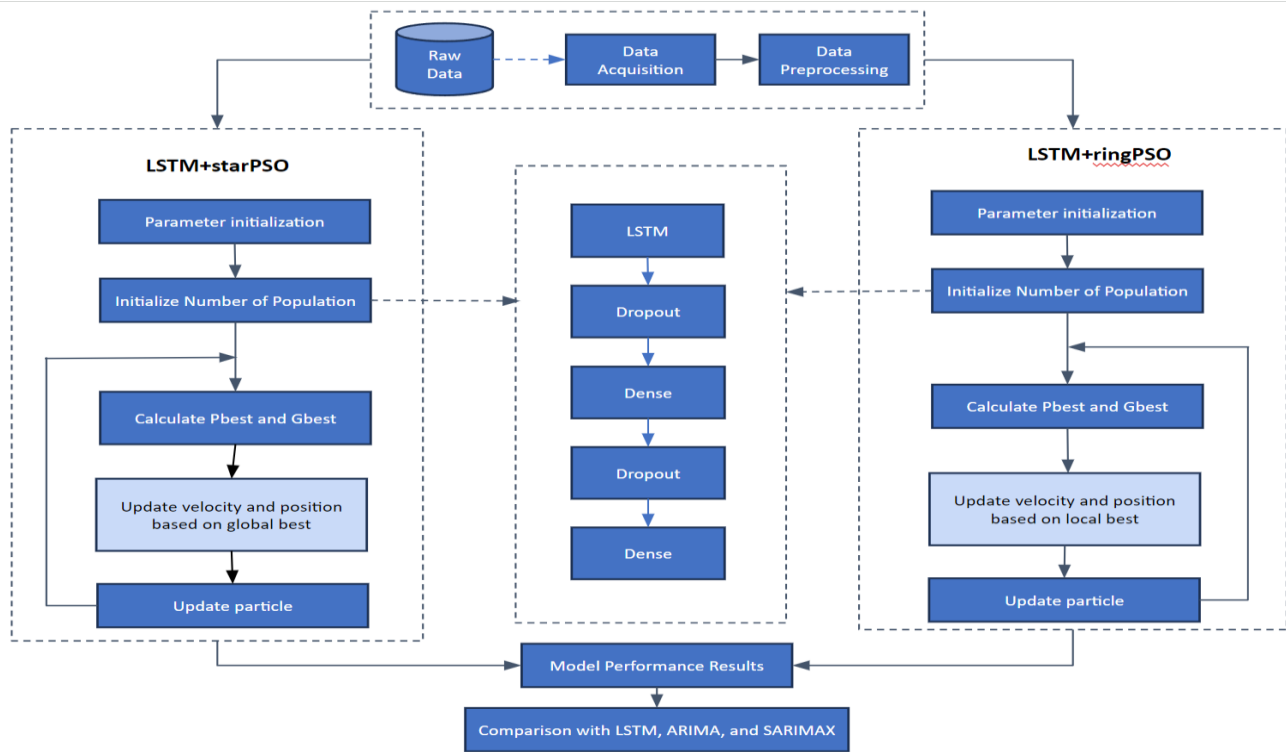 Raw
Data
Data
Acquisition
Data
Preprocessing
LSTM+starPSO
Parameter initialization
Initialize Number of Population
Calculate Pbest and Gbest
Update velocity and position
based on global best
Update particle
LSTM
Dropout
Dense
Dropout
Dense
LSTM+ringPSO
Parameter initialization
Initialize Number of Population
Calculate Pbest and Gbest
Update velocity and position
based on local best
Update particle
Model Performance Results
Comparison with LSTM, ARIMA, and SARIMAX